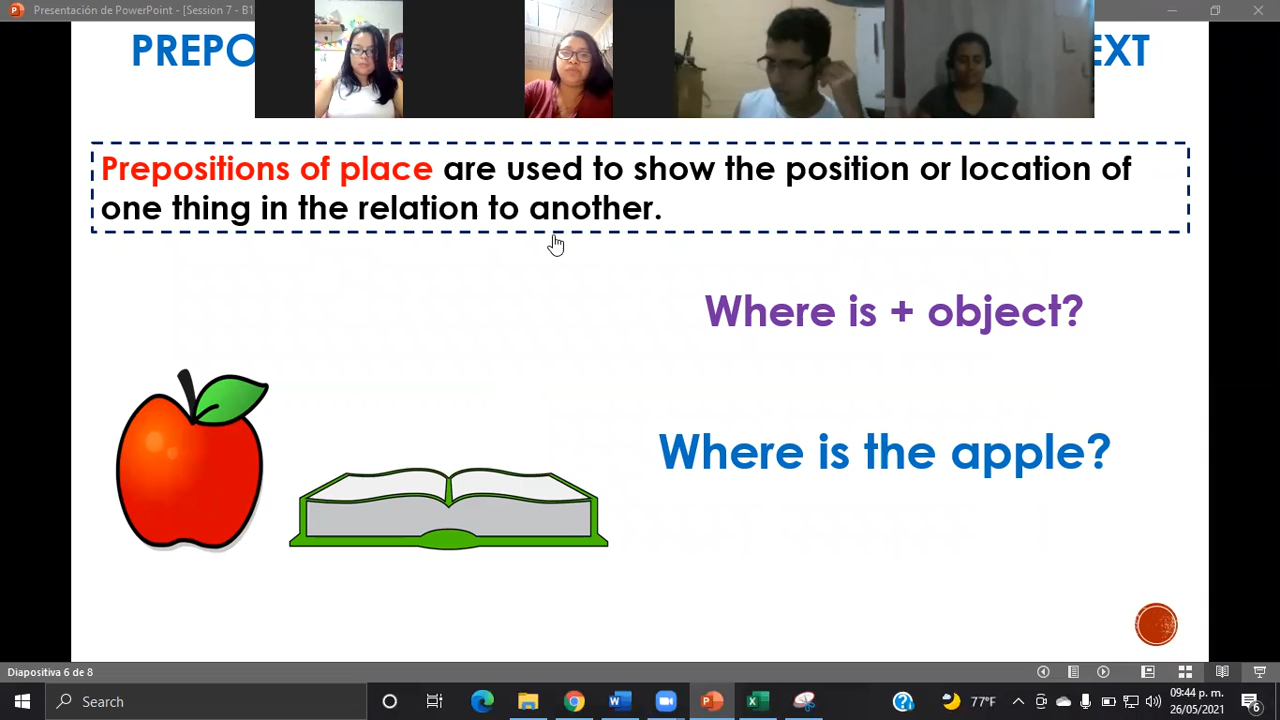 Presentación de PowerPoint - [Session 7 - B1
PREPO
EXT
Prepositions of place are used to show the position or location of
one thing in the relation to another.
Where is + object?
Where is the apple?
Diapositiva 6 de 8
Search
77°F
09:44 p. m.
26/05/2021
6